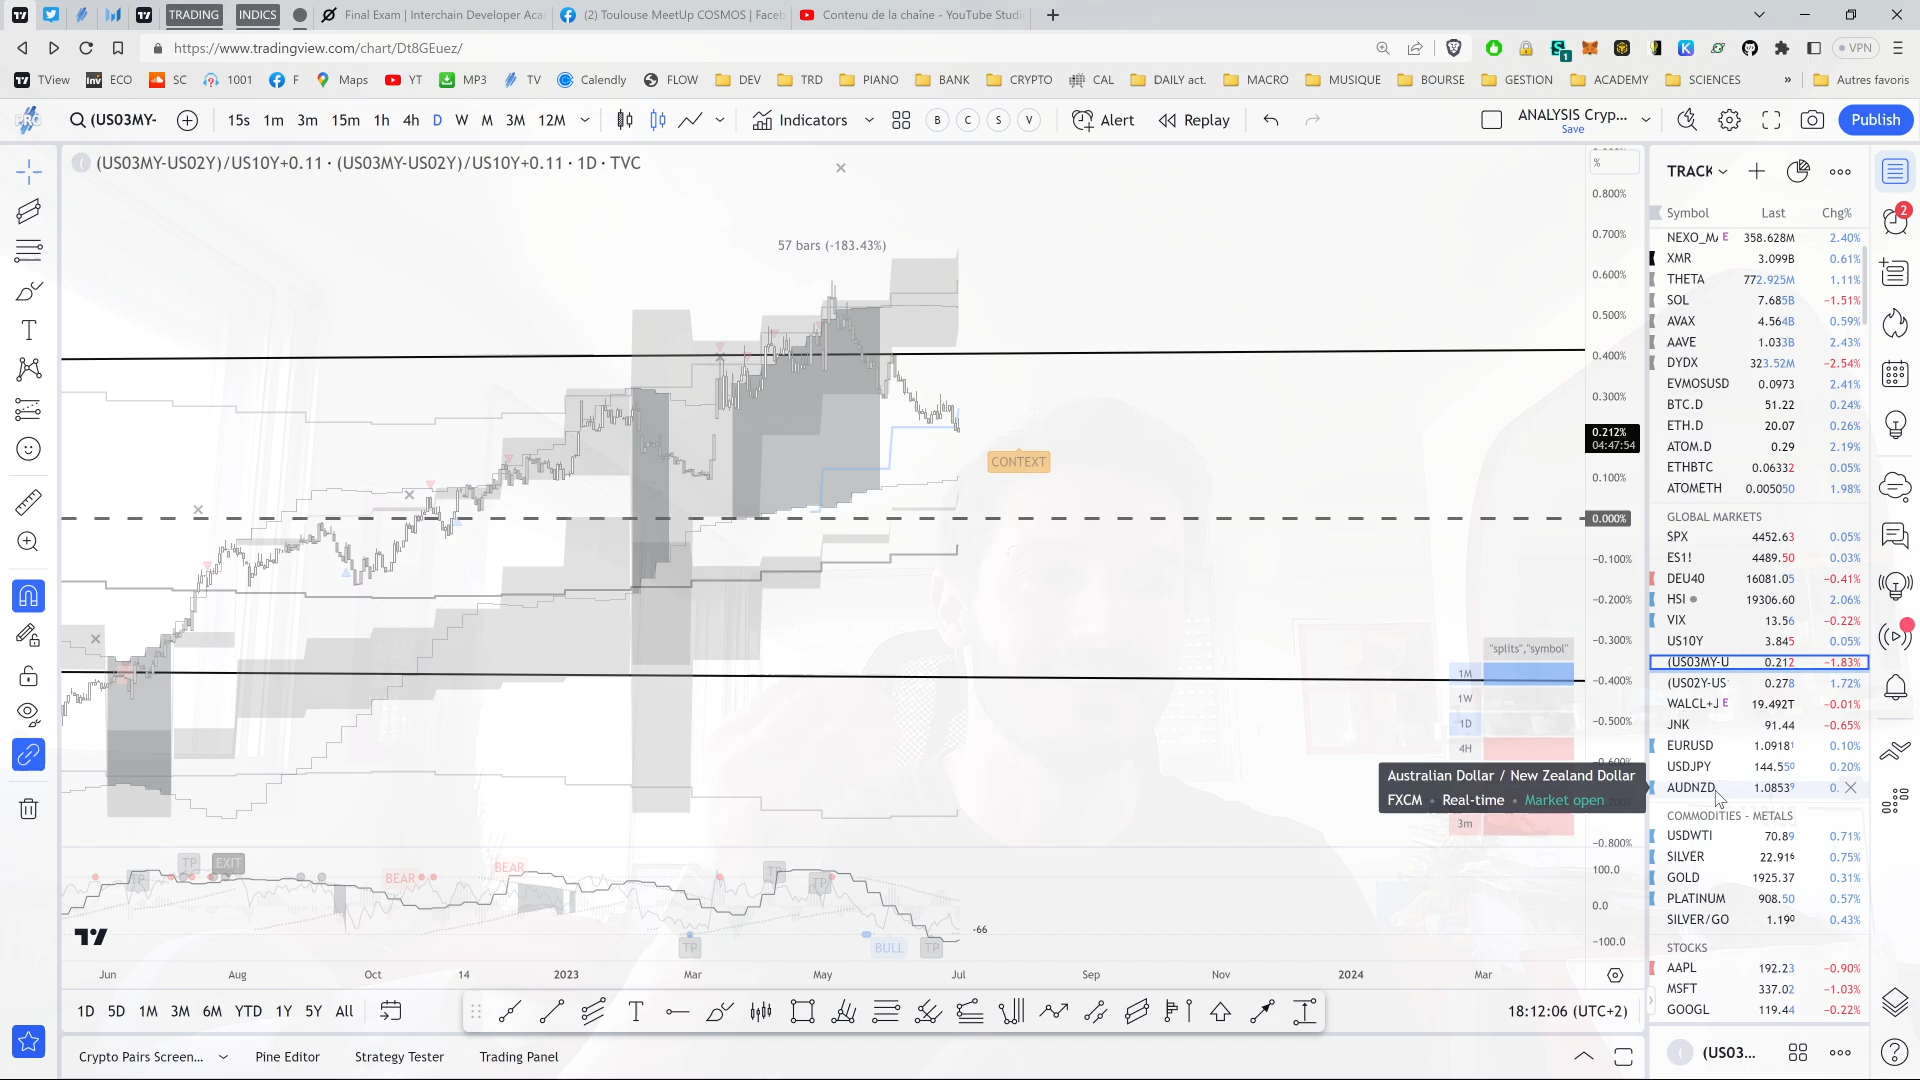 TRADING
INDICS
Final Exam | Interchain Developer Aca
(2) Toulouse MeetUp COSMOS | Faceb
Contenu de la chaîne - YouTube Studi
https://www.tradingview.com/chart/Dt8GEuez/
VPN
TView
ECO
SC
1001
F
Maps
YT
MP3
TV
Calendly
FLOW
DEV
TRD
PIANO
BANK
CRYPTO
CAL
DAILY act.
MACRO
MUSIQUE
BOURSE
GESTION
ACADEMY
SCIENCES
»
Autres favoris
PRO
(US03MY-
15s 1m 3m 15m 1h 4h D W M 3M 12M
Indicators
B C S V
Alert
Replay
ANALYSIS Cryp...
Save
Publish
(US03MY-US02Y)/US10Y+0.11 · (US03MY-US02Y)/US10Y+0.11 · 1D · TVC
57 bars (-183.43%)
CONTEXT
%
0.800%
0.700%
0.600%
0.500%
0.400%
0.300%
0.212%
04:47:54
0.100%
0.000%
-0.100%
-0.200%
-0.300%
-0.400%
-0.500%
-0.600%
-0.800%
100.0
0.0
-100.0
"splits","symbol"
1M
1W
1D
4H
3m
Australian Dollar / New Zealand Dollar
FXCM • Real-time • Market open
TP
EXIT
TP
BEAR
BEAR
TP
TP
TP
BULL
TP
-66
Jun Aug Oct 14 2023 Mar May Jul Sep Nov 2024 Mar
1D 5D 1M 3M 6M YTD 1Y 5Y All
18:12:06 (UTC+2)
Crypto Pairs Screen...
Pine Editor
Strategy Tester
Trading Panel
TRACK
Symbol Last Chg%
NEXO_MA E 358.628M 2.40%
XMR 3.099B 0.61%
THETA 772.925M 1.11%
SOL 7.685B −1.51%
AVAX 4.564B 0.59%
AAVE 1.033B 2.43%
DYDX 323.52M −2.54%
EVMOSUSD 0.0973 2.41%
BTC.D 51.22 0.24%
ETH.D 20.07 0.26%
ATOM.D 0.29 2.19%
ETHBTC 0.06332 0.05%
ATOMETH 0.005050 1.98%
GLOBAL MARKETS
SPX 4452.63 0.05%
ES1! 4489.50 0.03%
DEU40 16081.05 −0.41%
HSI 19306.60 2.06%
VIX 13.56 −0.22%
US10Y 3.845 0.05%
(US03MY-U 0.212 −1.83%
(US02Y-US 0.278 1.72%
WALCL+J E 19.492T −0.01%
JNK 91.44 −0.65%
EURUSD 1.09181 0.10%
USDJPY 144.550 0.20%
AUDNZD 1.08539 0.
COMMODITIES - METALS
USDWTI 70.89 0.71%
SILVER 22.916 0.75%
GOLD 1925.37 0.31%
PLATINUM 908.50 0.57%
SILVER/GO 1.190 0.43%
STOCKS
AAPL 192.23 −0.90%
MSFT 337.02 −1.03%
GOOGL 119.44 −0.22%
(US03...
2
1